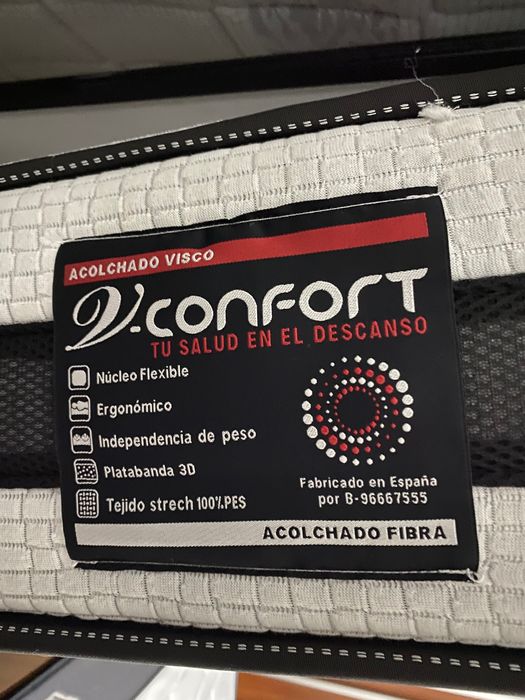 ACOLCHADO VISCO
V-CONFORT
TU SALUD EN EL DESCANSO
Núcleo Flexible
Ergonómico
Independencia de peso
Platabanda 3D
Tejido strech 100%PES
Fabricado en España
por B-96667555
ACOLCHADO FIBRA